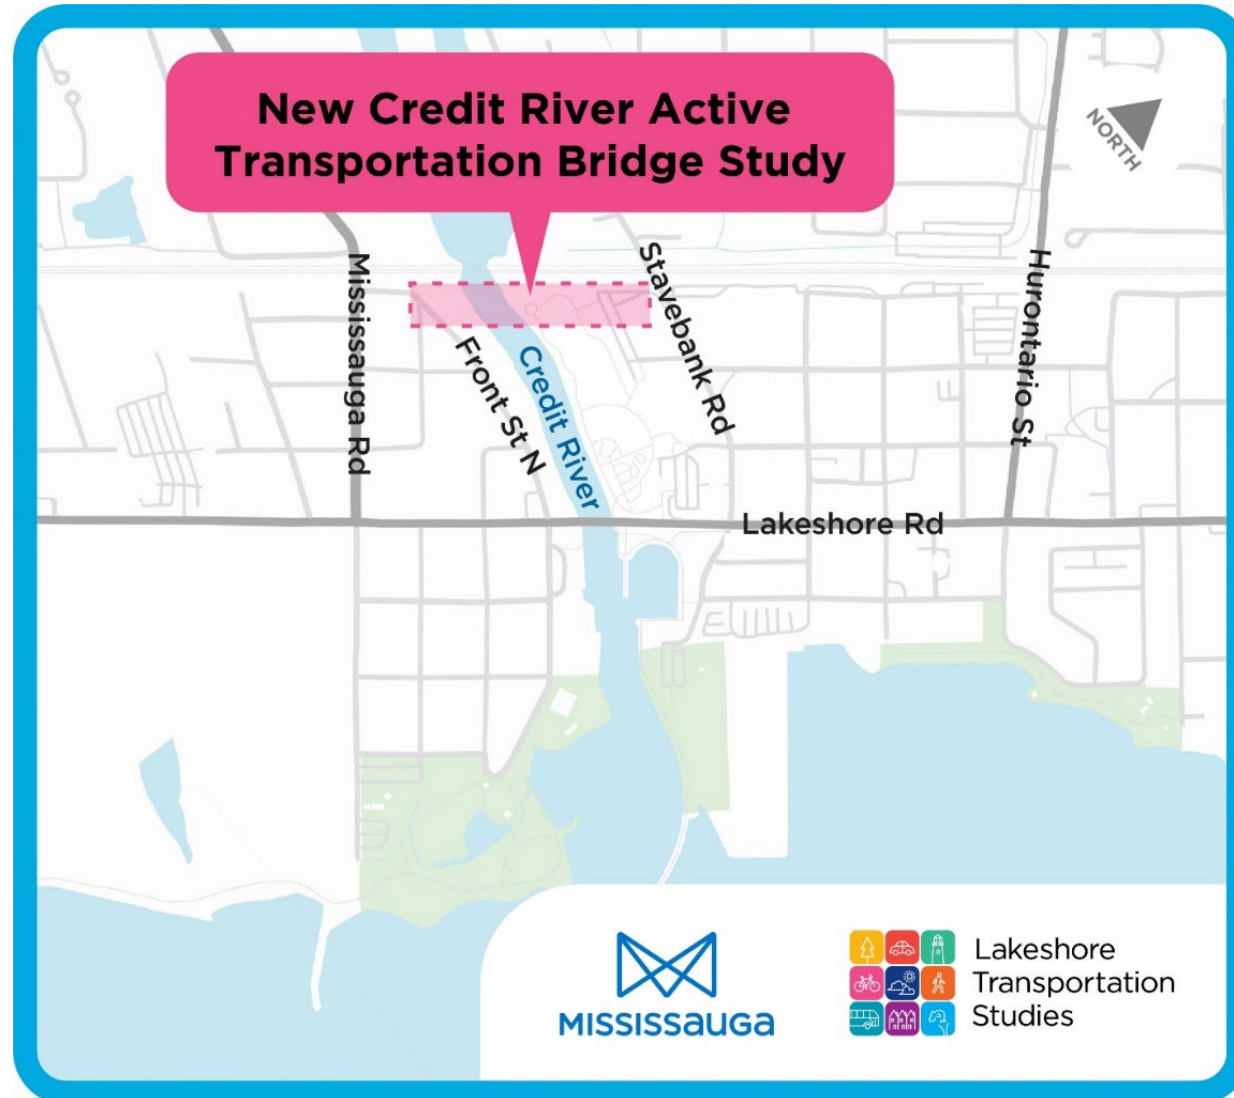 New Credit River Active
Transportation Bridge Study
NORTH
Mississauga Rd
Front St N
Credit River
Stavebank Rd
Hurontario St
Lakeshore Rd
MISSISSauGa
Lakeshore
Transportation
Studies